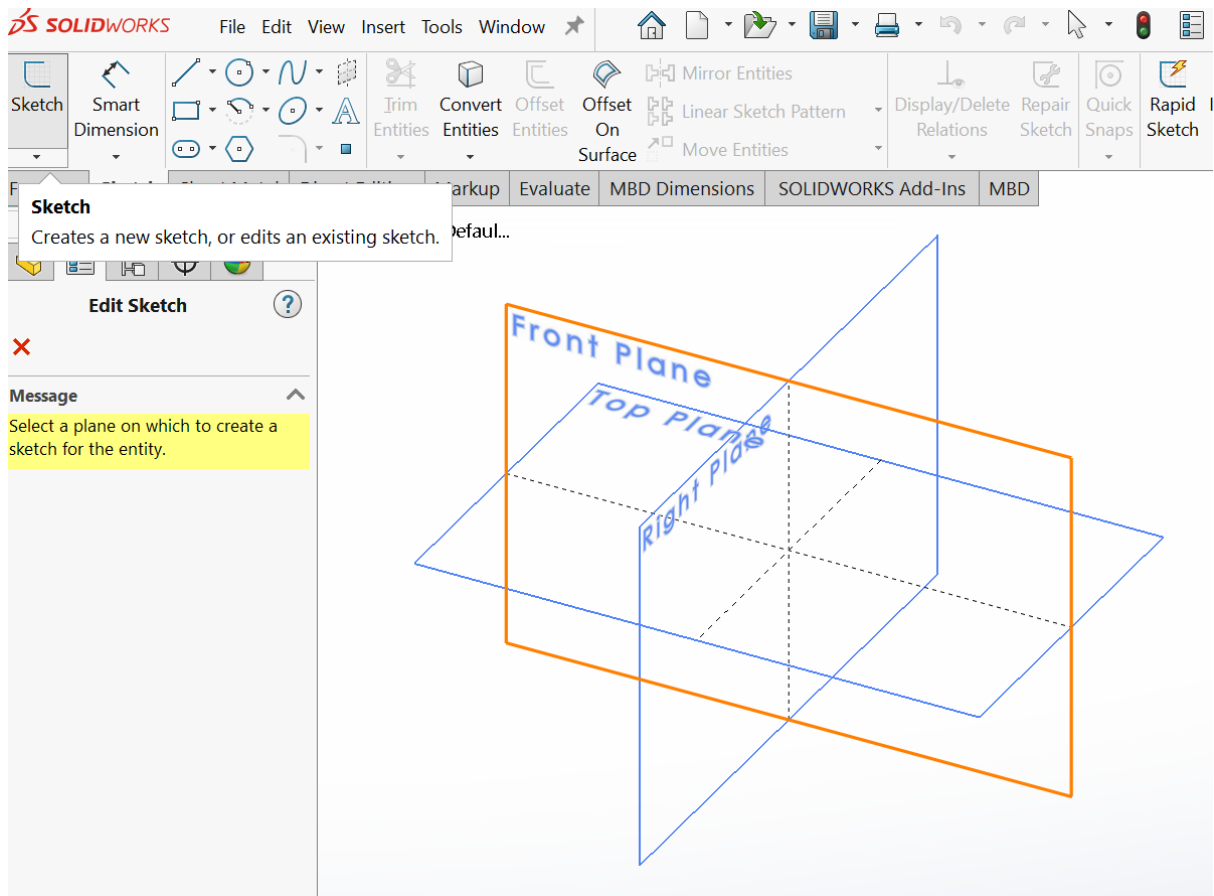 SOLIDWORKS File Edit View Insert Tools Window
Sketch Smart Dimension
Trim Entities
Convert Entities
Offset Entities
Offset On Surface
Mirror Entities
Linear Sketch Pattern
Move Entities
Display/Delete Relations
Repair Sketch
Quick Snaps
Rapid Sketch
Evaluate MBD Dimensions SOLIDWORKS Add-Ins MBD
Sketch
Creates a new sketch, or edits an existing sketch.
Edit Sketch
Message
Select a plane on which to create a
sketch for the entity.
Front Plane
Top Plane
Right Plane